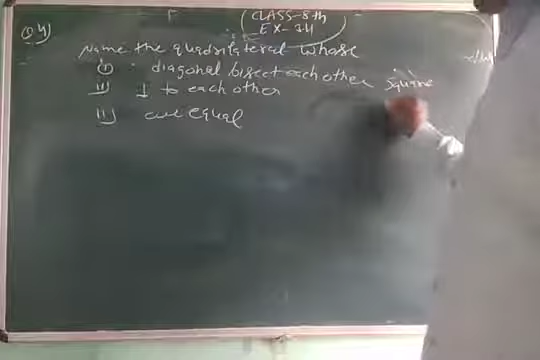 (CLASS-8th
EX-3.4
Q 4)
Name the quadrilateral whose
(i) diagonal bisect each other Square
ii) ⊥ to each other
iii) are equal